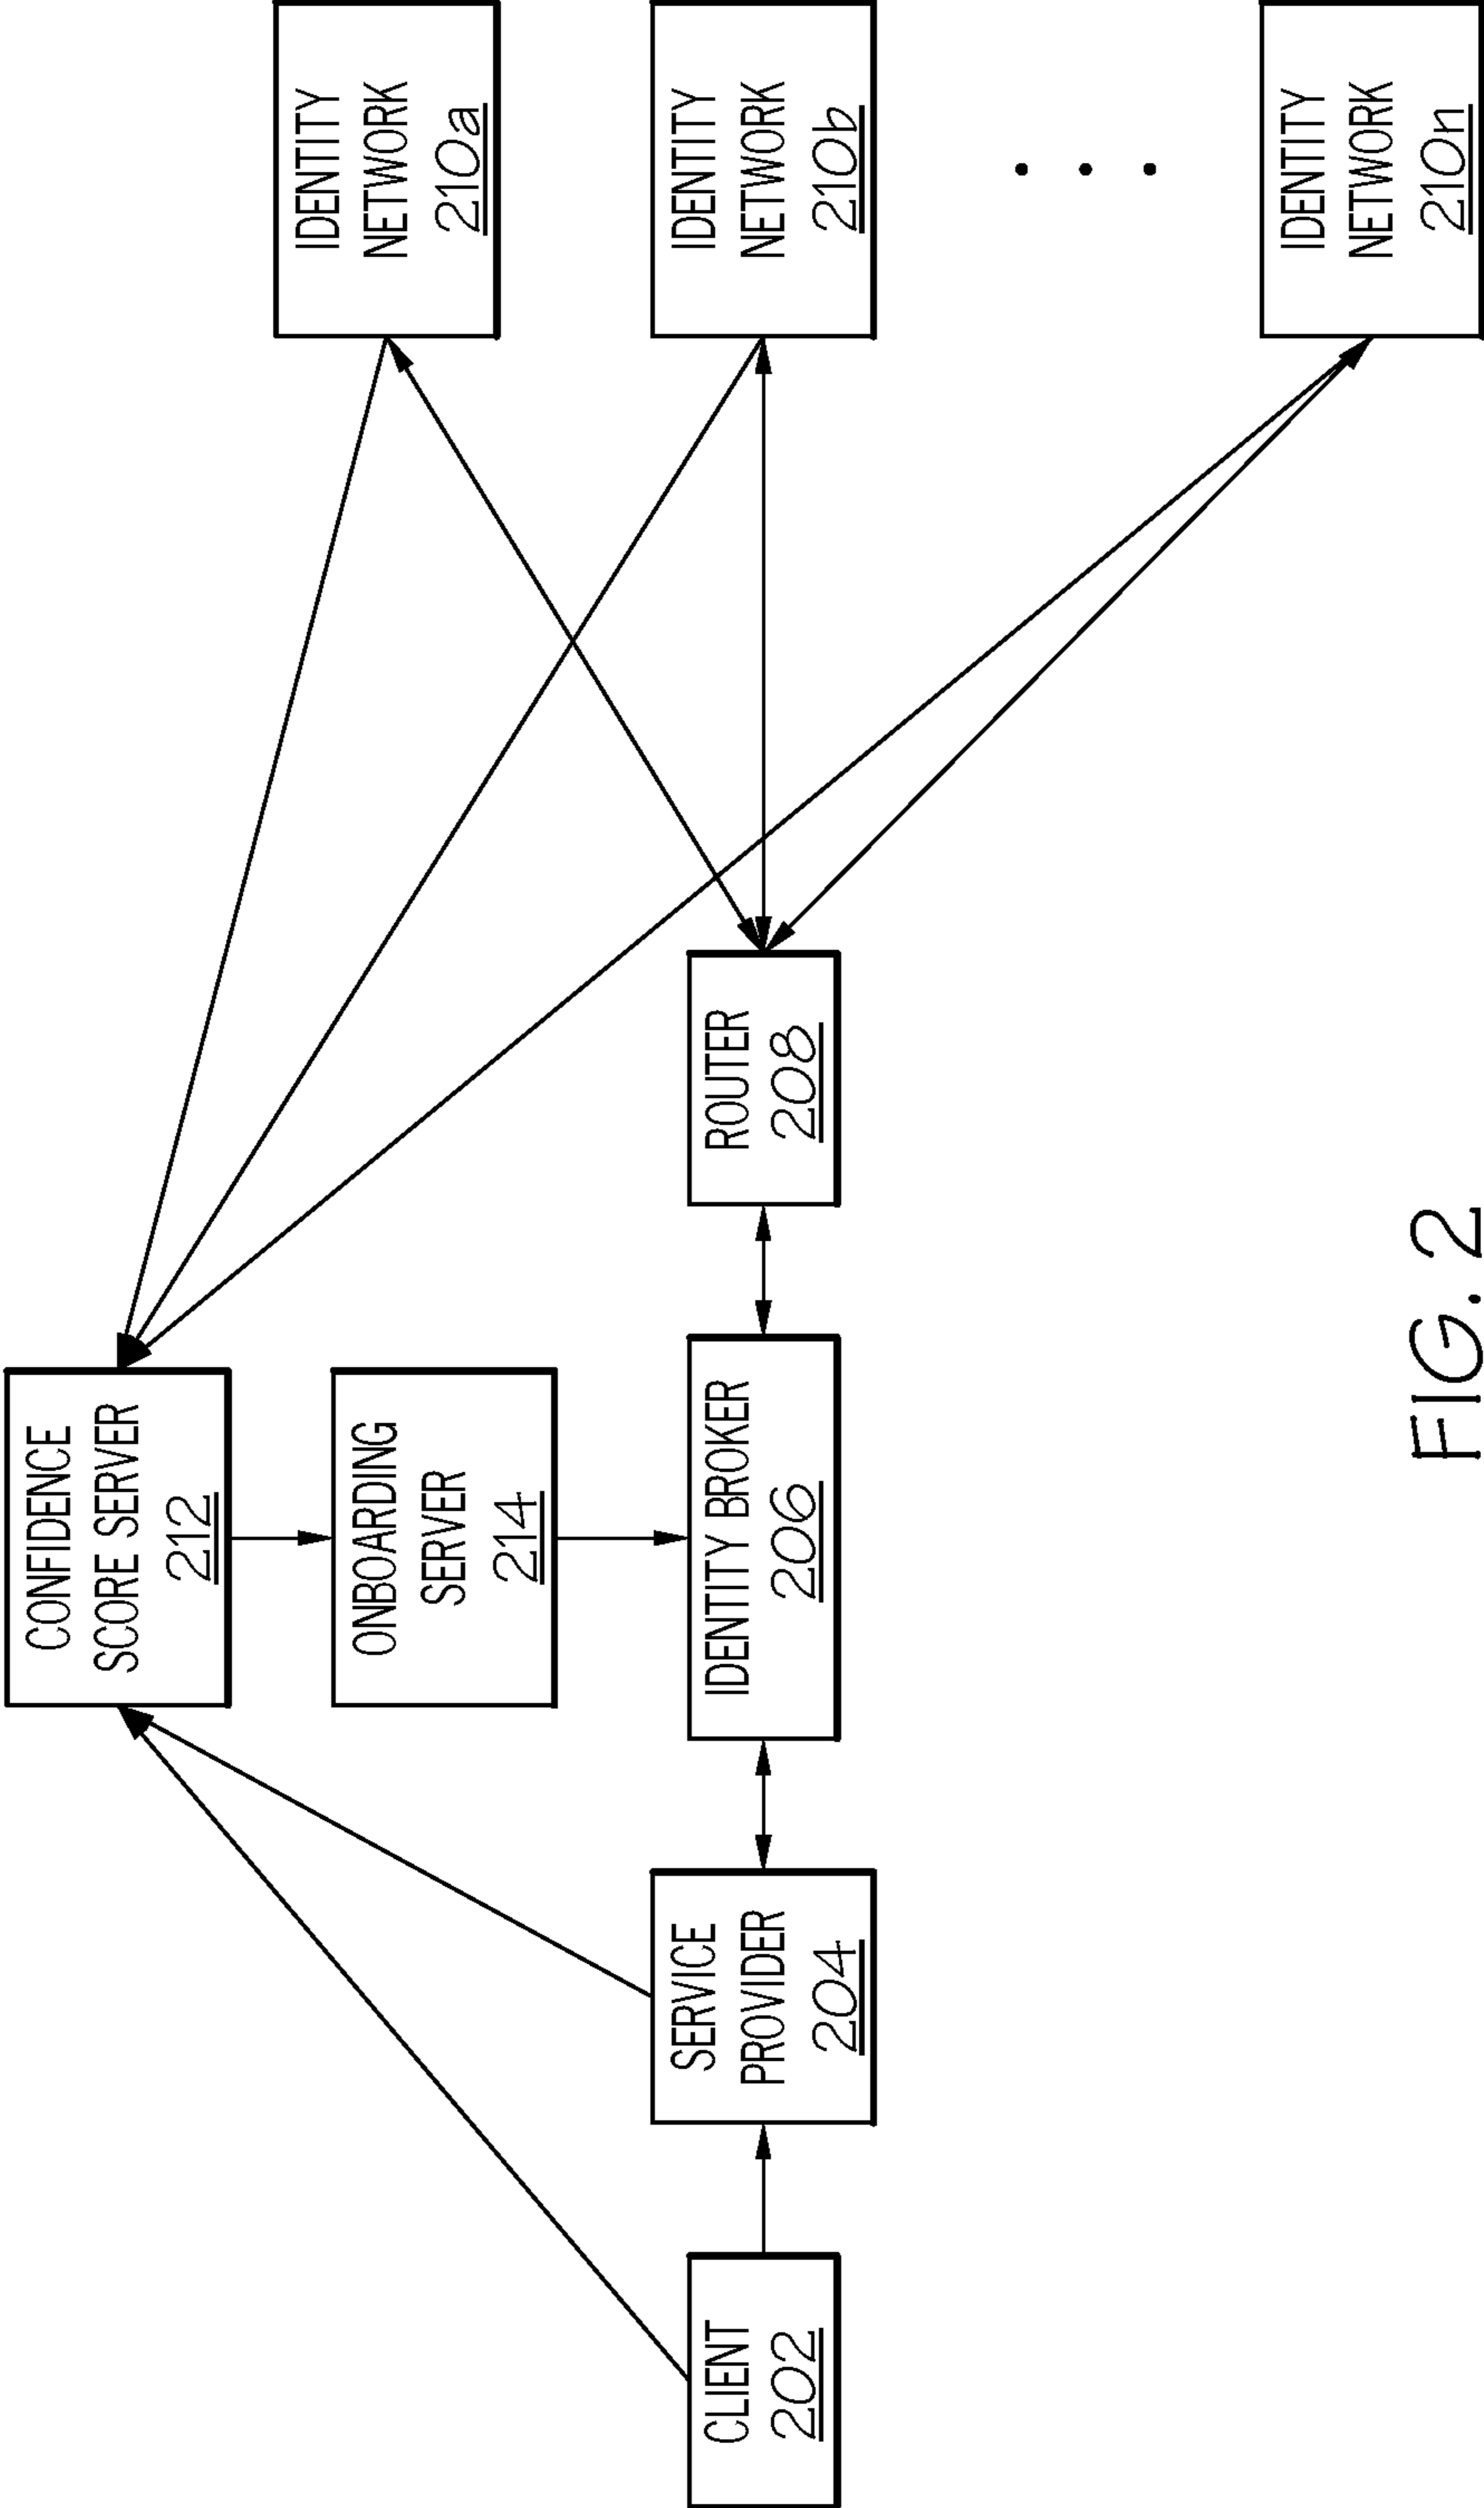 CONFIDENCE
SCORE SERVER
212
ONBOARDING
SERVER
214
IDENTITY
NETWORK
210a
CLIENT
202
SERVICE
PROVIDER
204
IDENTITY BROKER
206
ROUTER
208
IDENTITY
NETWORK
210b
. . .
IDENTITY
NETWORK
210n
FIG. 2